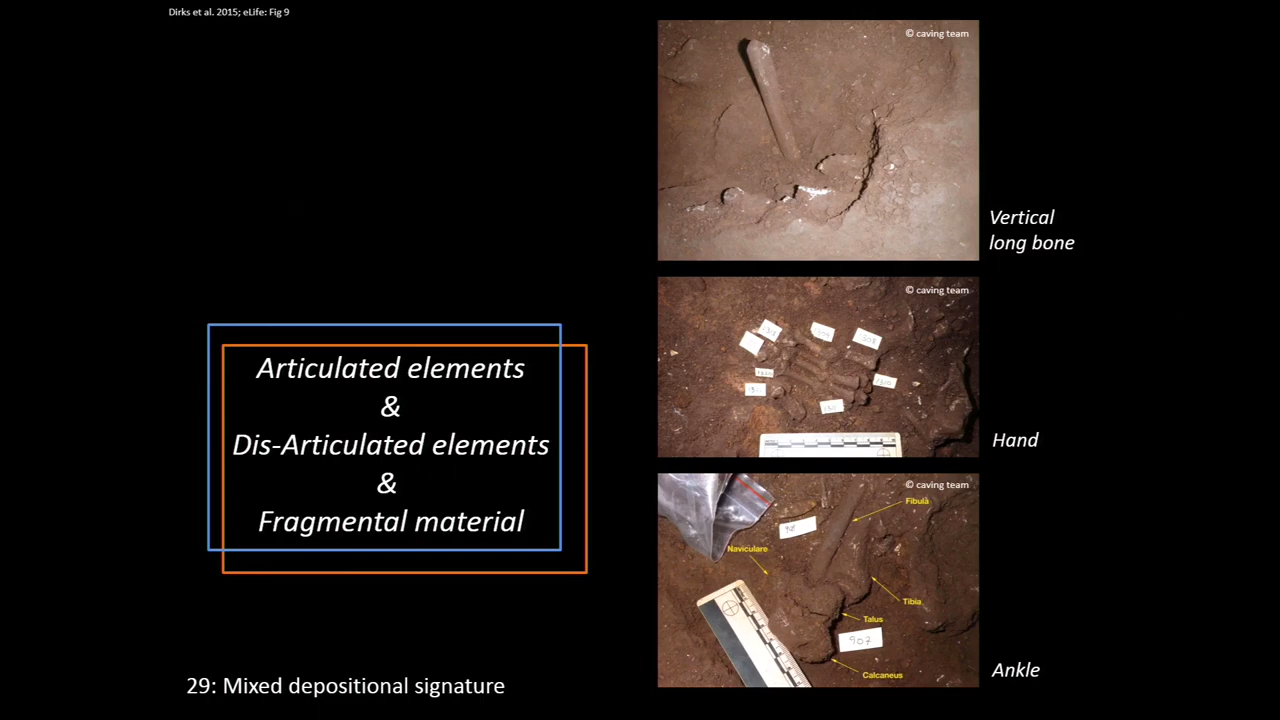 Dirks et al. 2015; eLife: Fig 9
© caving team
Vertical
long bone
© caving team
Hand
© caving team
Fibula
Naviculare
Tibia
Talus
907
Calcaneus
Ankle
Articulated elements
&
Dis-Articulated elements
&
Fragmental material
29: Mixed depositional signature